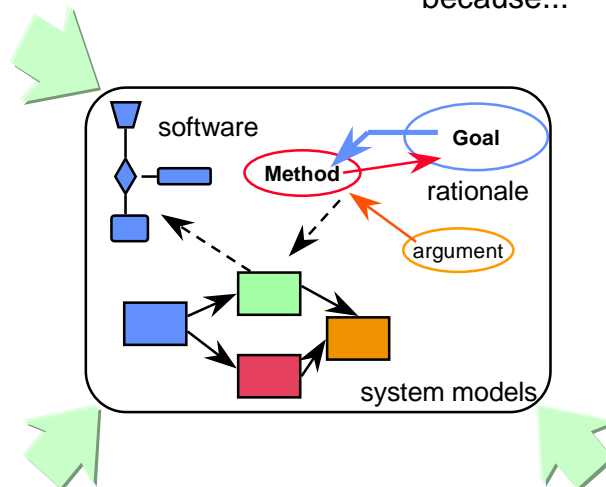 because...
software
Goal
Method
rationale
argument
system models